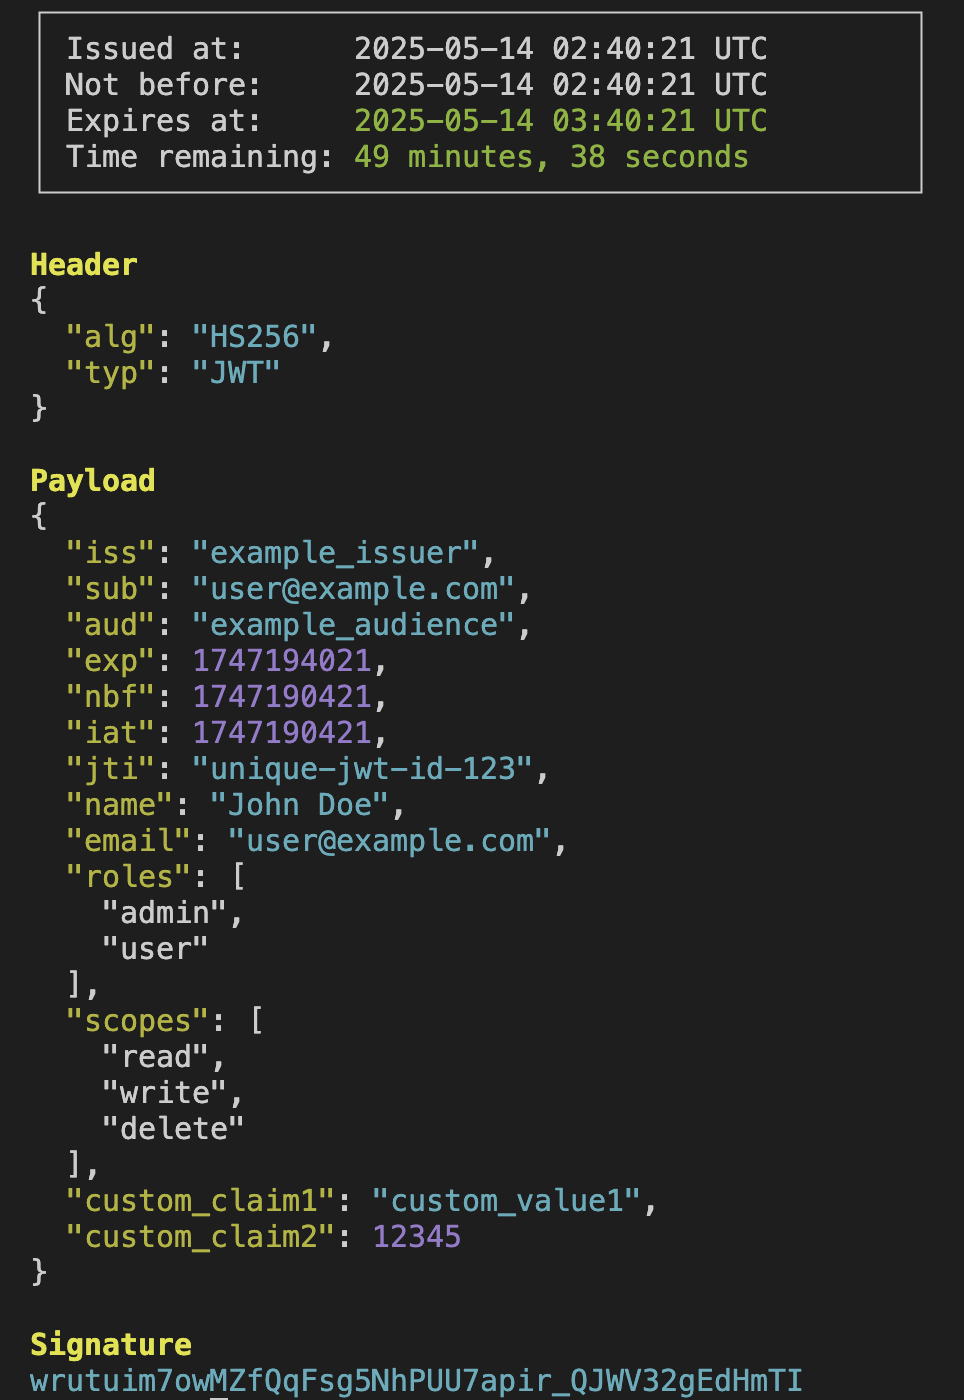 Issued at:      2025-05-14 02:40:21 UTC
Not before:     2025-05-14 02:40:21 UTC
Expires at:     2025-05-14 03:40:21 UTC
Time remaining: 49 minutes, 38 seconds
Header
{
  "alg": "HS256",
  "typ": "JWT"
}
Payload
{
  "iss": "example_issuer",
  "sub": "user@example.com",
  "aud": "example_audience",
  "exp": 1747194021,
  "nbf": 1747190421,
  "iat": 1747190421,
  "jti": "unique-jwt-id-123",
  "name": "John Doe",
  "email": "user@example.com",
  "roles": [
    "admin",
    "user"
  ],
  "scopes": [
    "read",
    "write",
    "delete"
  ],
  "custom_claim1": "custom_value1",
  "custom_claim2": 12345
}
Signature
wrutuim7owMZfQqFsg5NhPUU7apir_QJWV32gEdHmTI